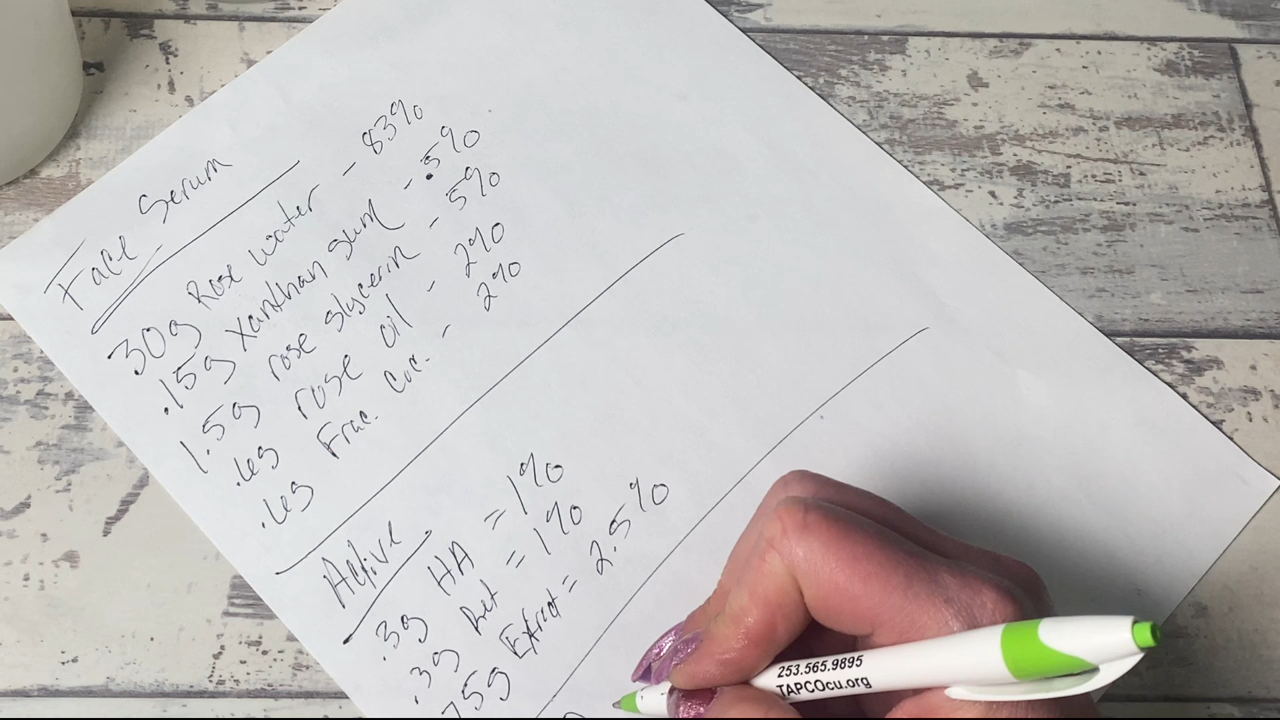 Face Serum
30g Rose Water - 83%
.15g Xanthan gum - .5%
1.5g rose glycerin - 5%
.6g rose oil - 2%
.6g Frac. Coc. - 2%
Active
.3g HA = 1%
.3g Ret = 1%
.75g Extract = 2.5%
253.565.9895
TAPCOcu.org